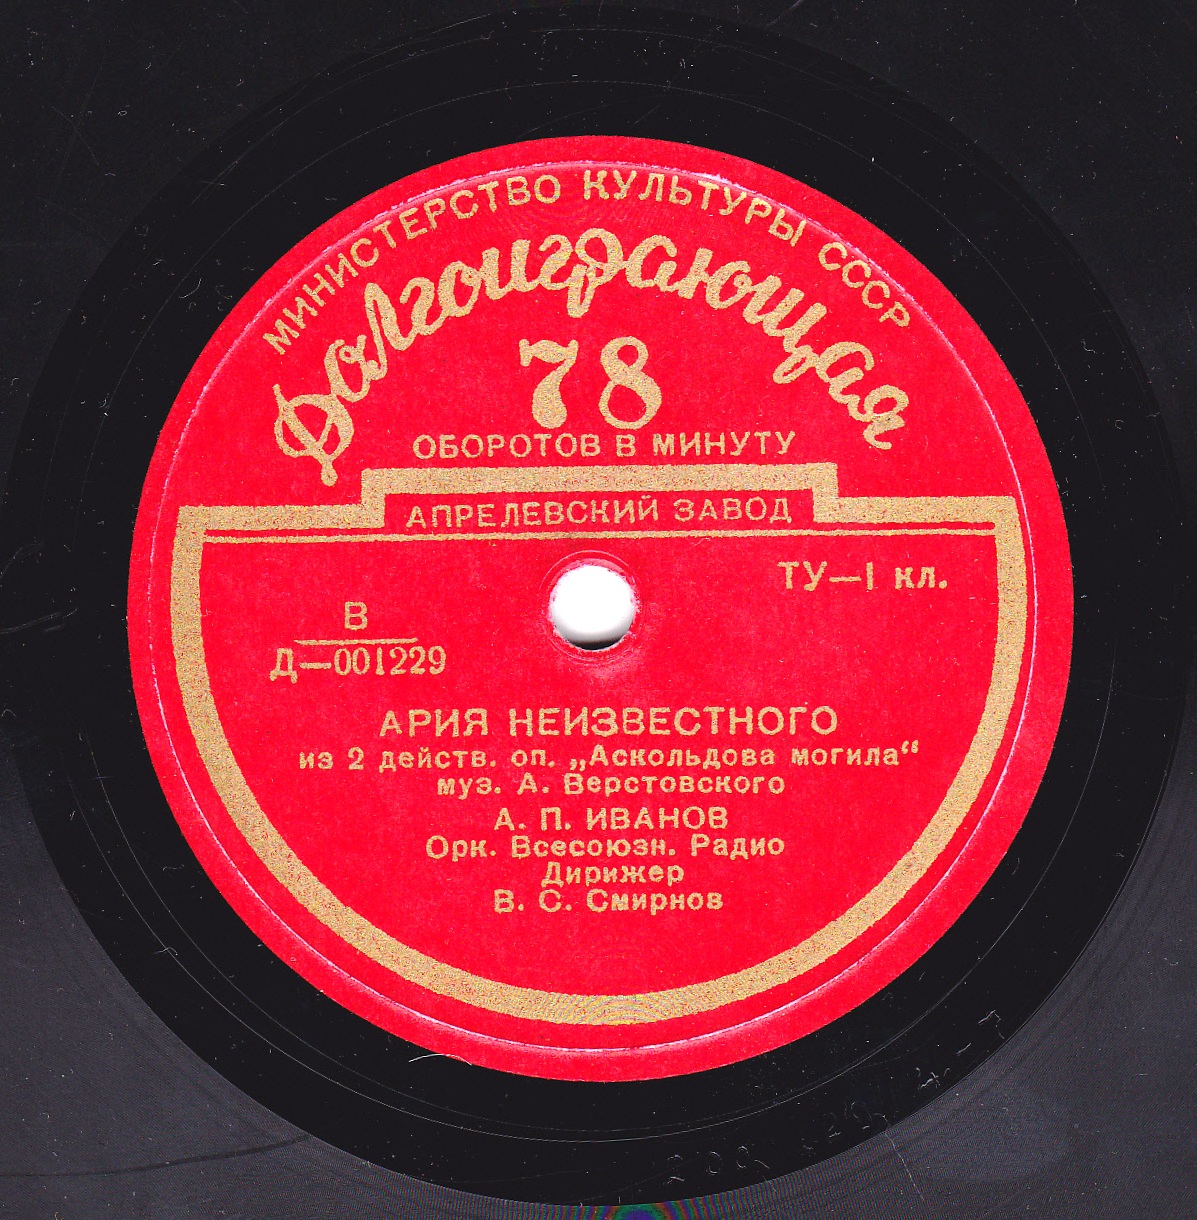 МИНИСТЕРСТВО КУЛЬТУРЫ СССР
Долгоиграющая
78
ОБОРОТОВ В МИНУТУ
АПРЕЛЕВСКИЙ ЗАВОД
ТУ—I кл.
В
Д—001229
АРИЯ НЕИЗВЕСТНОГО
из 2 действ. оп. „Аскольдова могила“
муз. А. Верстовского
А. П. ИВАНОВ
Орк. Всесоюзн. Радио
Дирижер
В. С. Смирнов